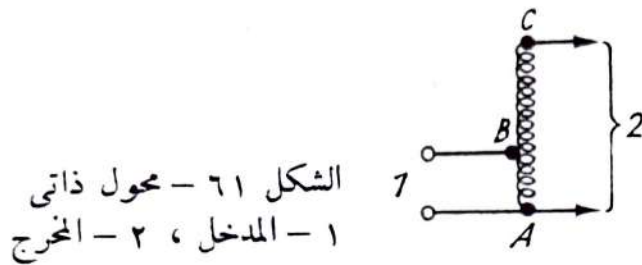 C
B
2
1
A
الشكل ٦١ – محول ذاتى
١ – المدخل ، ٢ – المخرج